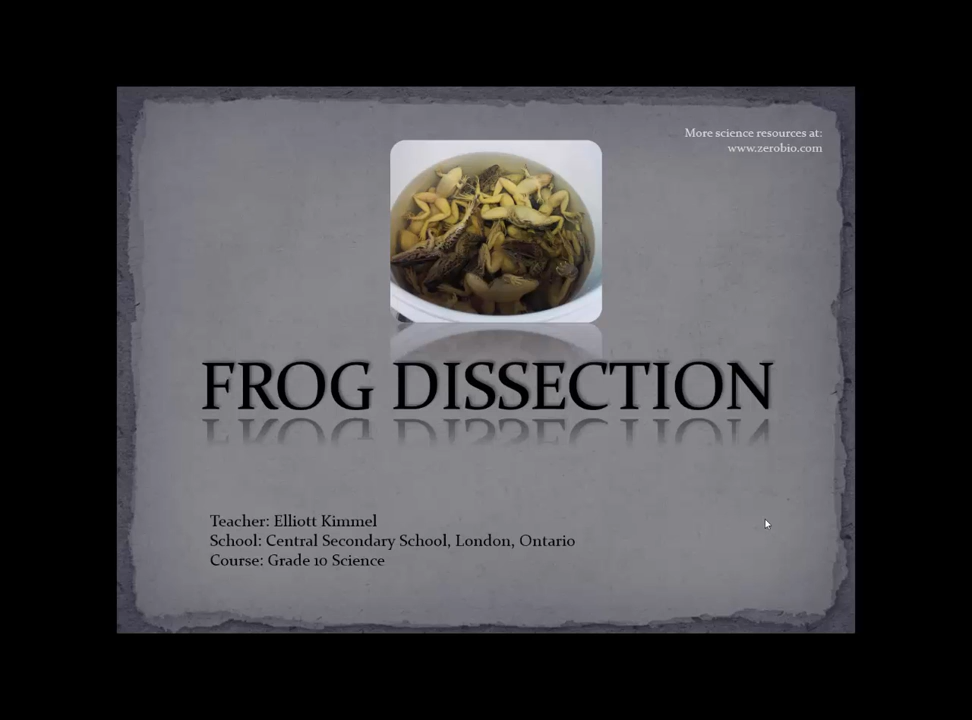 More science resources at:
www.zerobio.com
FROG DISSECTION
Teacher: Elliott Kimmel
School: Central Secondary School, London, Ontario
Course: Grade 10 Science